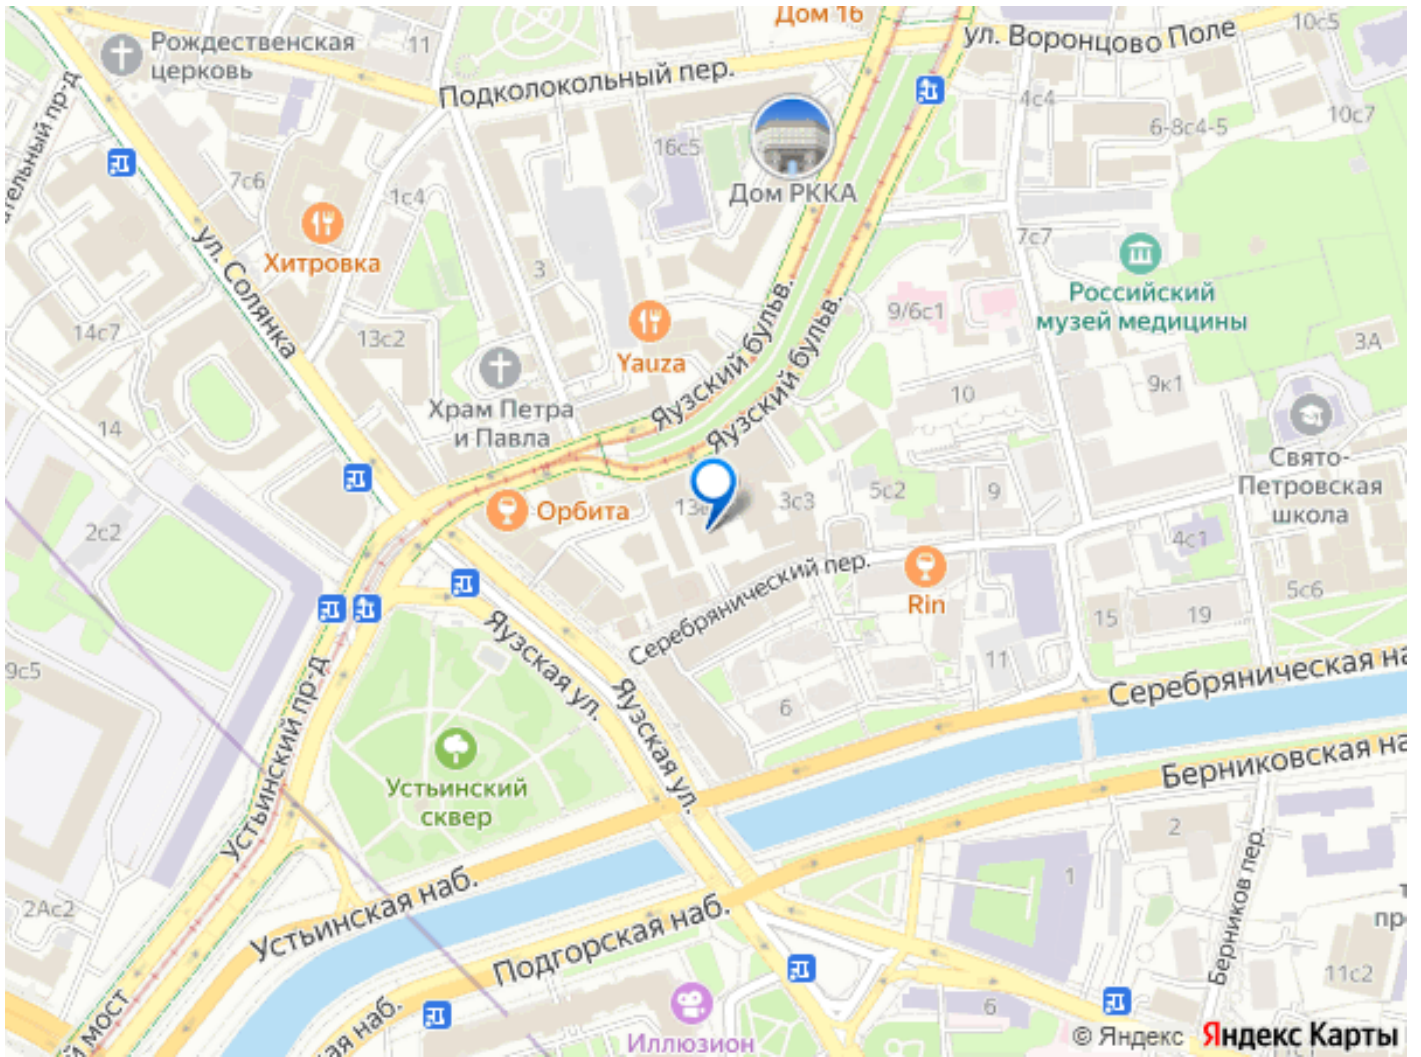 Дом 16
10с5
ул. Воронцово Поле
Рождественская
церковь
11
Подколокольный пер.
4с4
10с7
6-8с4-5
16с5
7с6
1с4
Дом РККА
ул. Солянка
Хитровка
3
7с7
Российский
музей медицины
9/6с1
14с7
13с2
Yauza
Яузский бульв.
Яузский бульв.
3А
9к1
10
Храм Петра
и Павла
14
Свято-
Петровская
школа
Орбита
3с3
5с2
9
2с2
4с1
Серебрянический пер.
Rin
5с6
15
19
Яузская ул.
Яузская ул.
11
9с5
6
Серебряническая на
Устьинский пр-д
Берниковская на
Устьинский
сквер
2
1
Берников пер.
2Ас2
Устьинская наб.
Подгорская наб.
11с2
6
мост
наб.
Иллюзион
© Яндекс Яндекс Карты